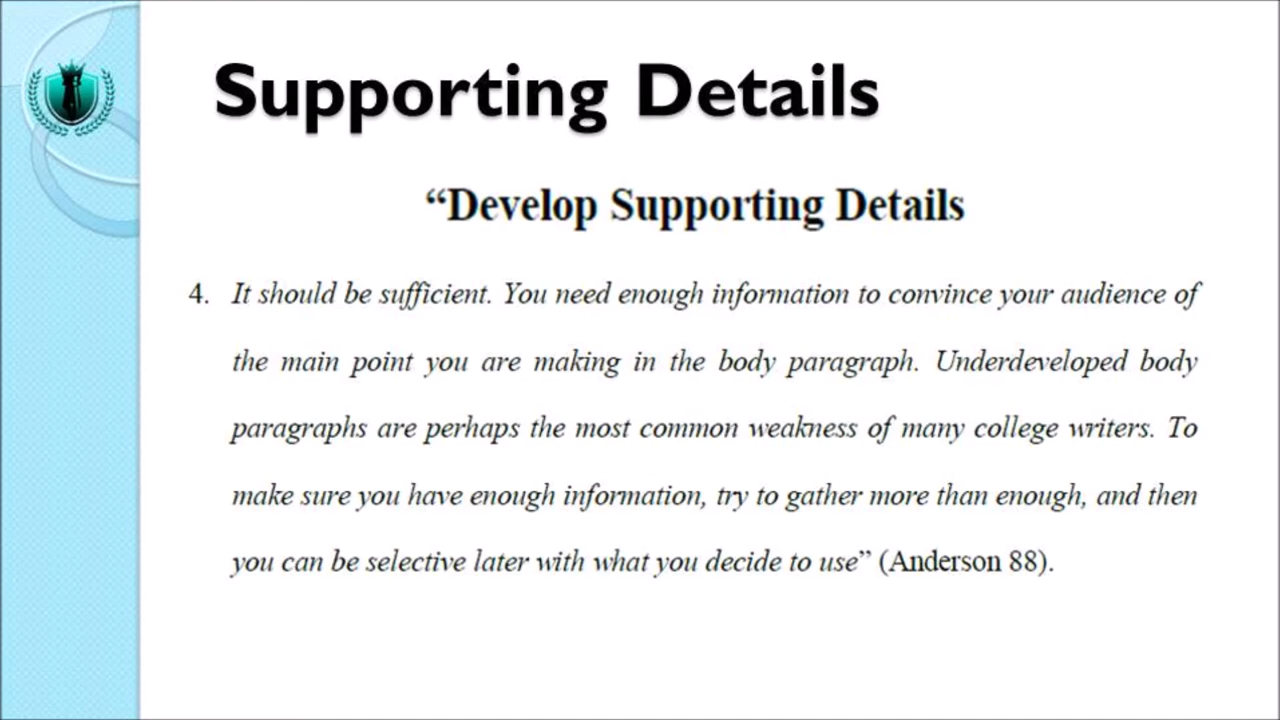 Supporting Details
“Develop Supporting Details
4. It should be sufficient. You need enough information to convince your audience of
the main point you are making in the body paragraph. Underdeveloped body
paragraphs are perhaps the most common weakness of many college writers. To
make sure you have enough information, try to gather more than enough, and then
you can be selective later with what you decide to use” (Anderson 88).